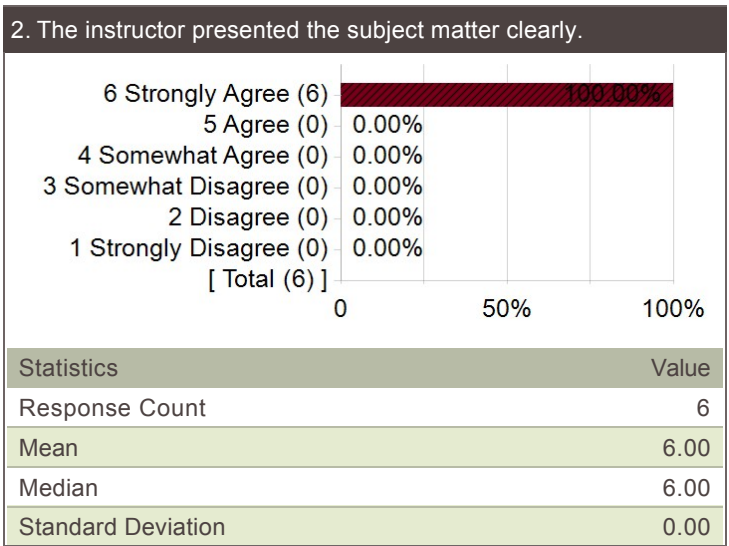 2. The instructor presented the subject matter clearly.
6 Strongly Agree (6) 100.00%
5 Agree (0) 0.00%
4 Somewhat Agree (0) 0.00%
3 Somewhat Disagree (0) 0.00%
2 Disagree (0) 0.00%
1 Strongly Disagree (0) 0.00%
[ Total (6) ]
0 50% 100%
Statistics Value
Response Count 6
Mean 6.00
Median 6.00
Standard Deviation 0.00